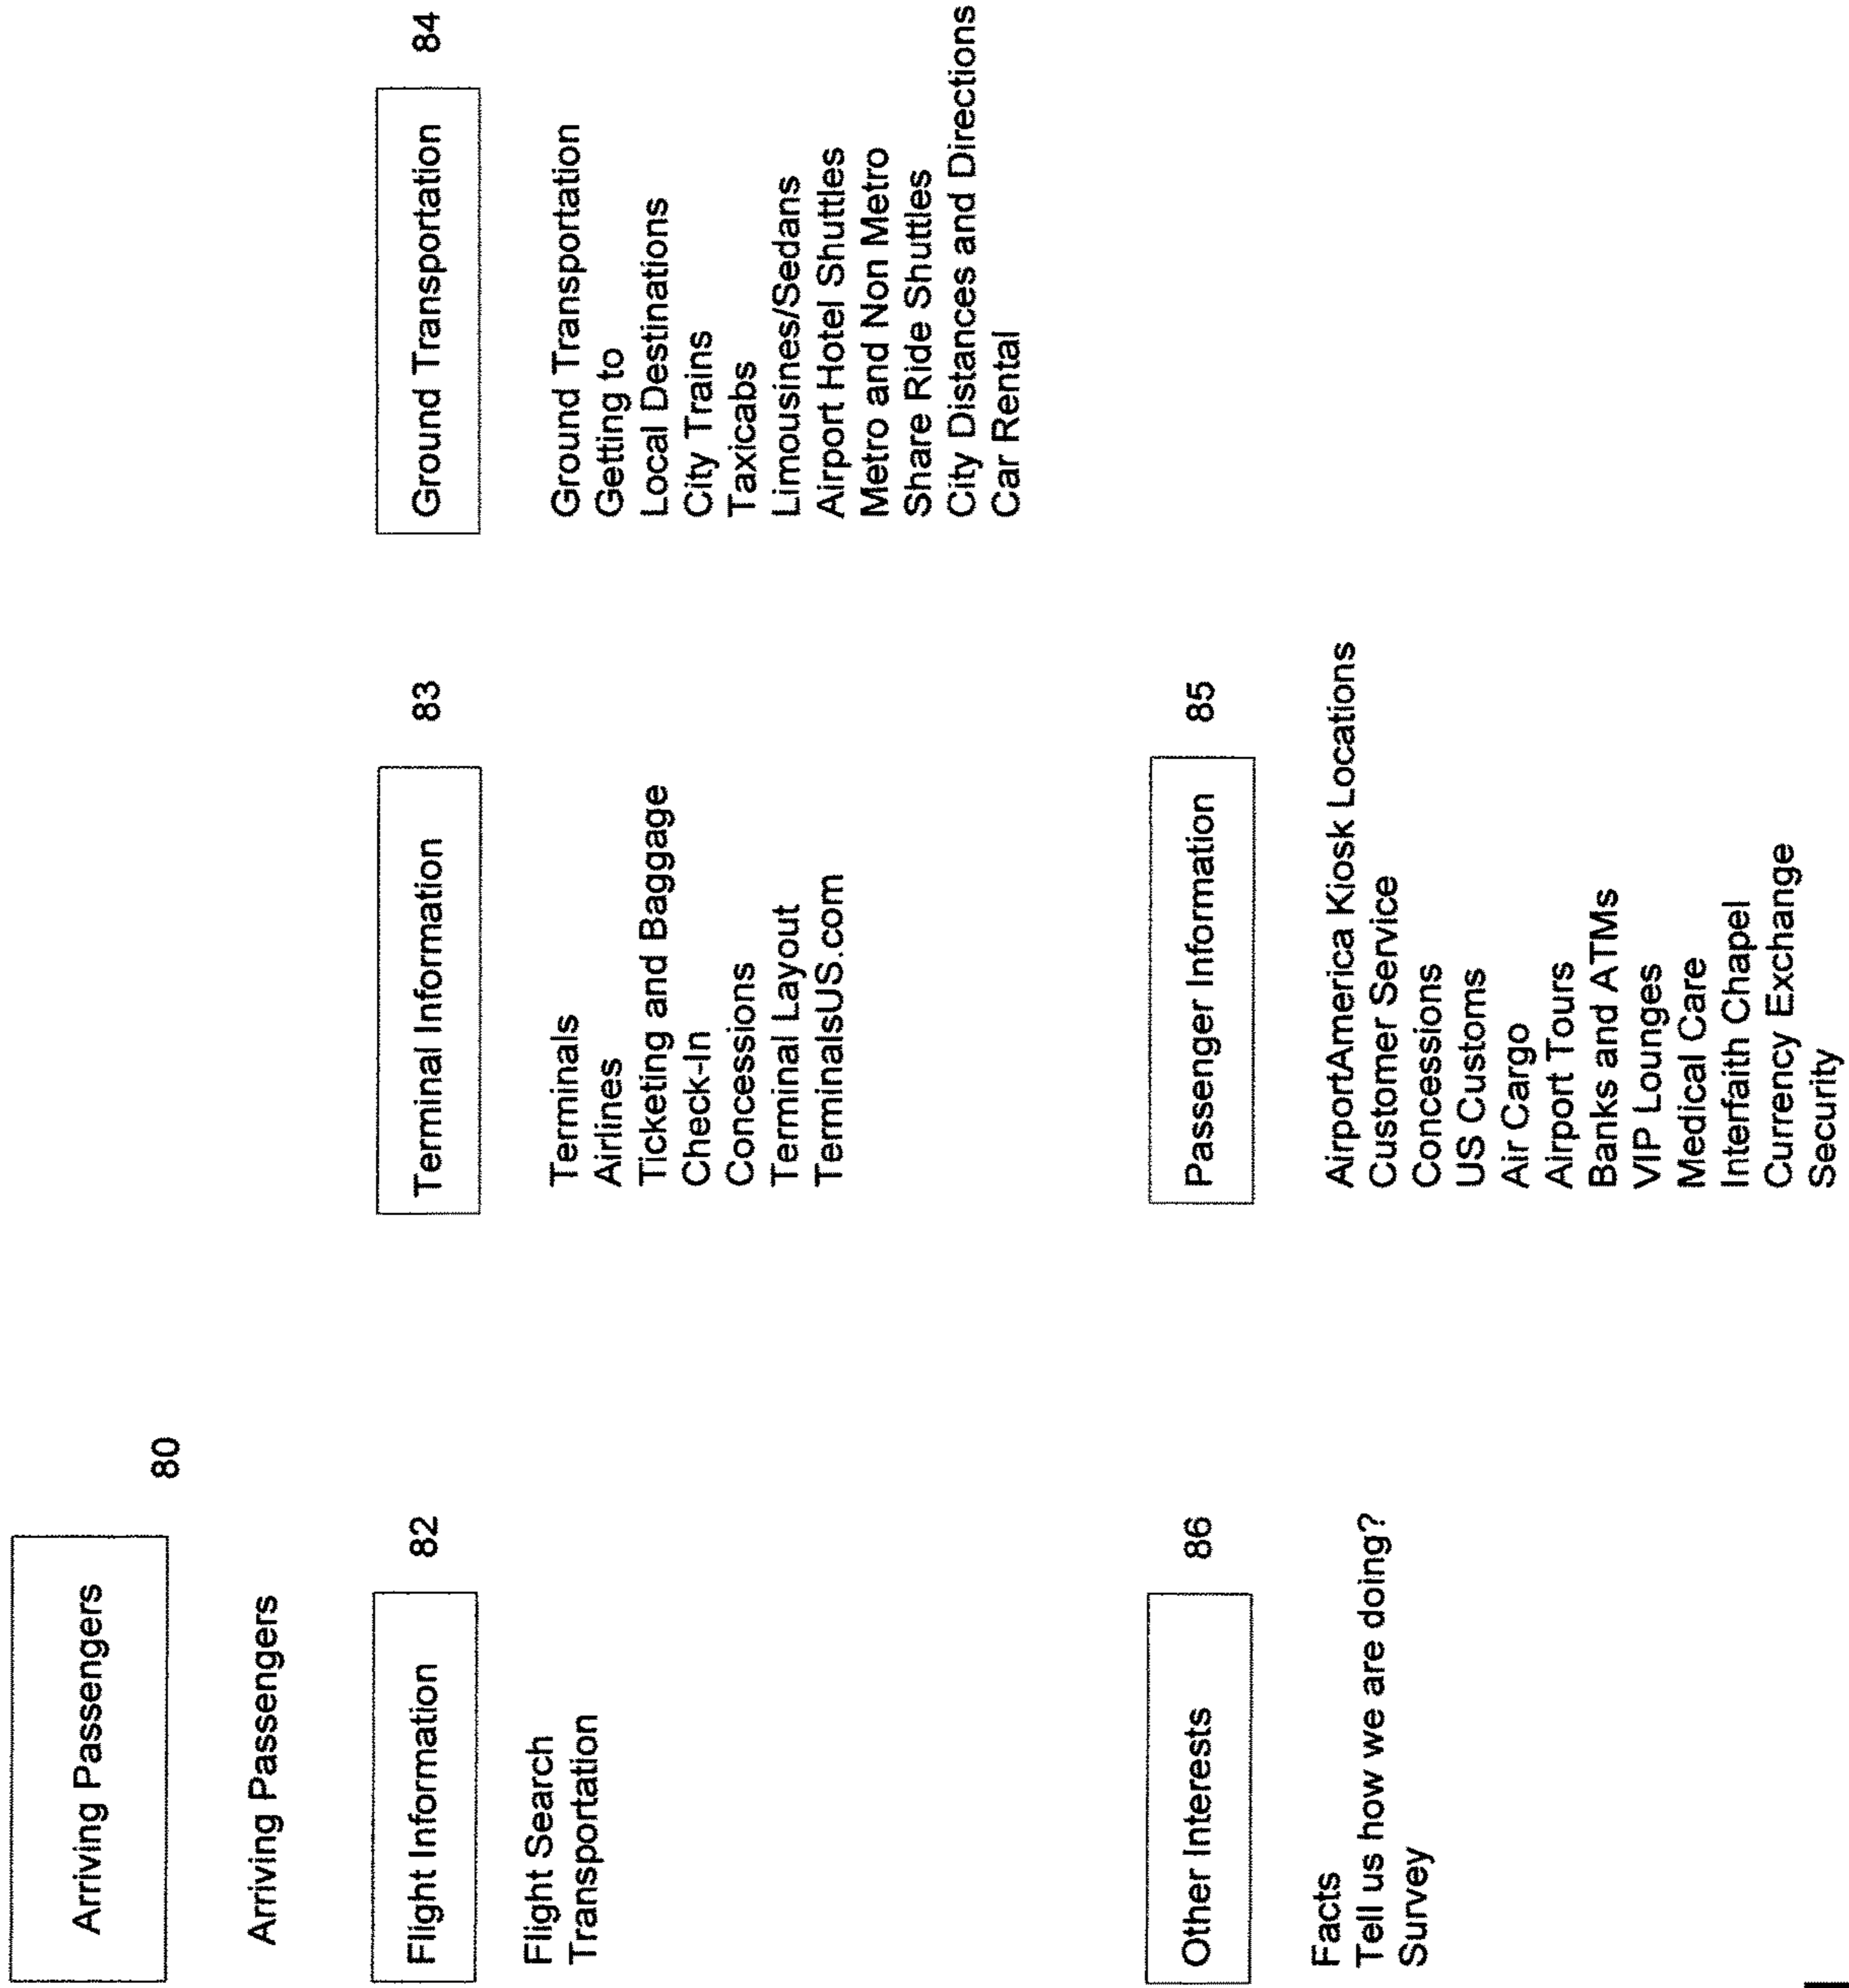 Arriving Passengers
80
Arriving Passengers
Flight Information
82
Flight Search
Transportation
Terminal Information
83
Terminals
Airlines
Ticketing and Baggage
Check-In
Concessions
Terminal Layout
TerminalsUS.com
Ground Transportation
84
Ground Transportation
Getting to
Local Destinations
City Trains
Taxicabs
Limousines/Sedans
Airport Hotel Shuttles
Metro and Non Metro
Share Ride Shuttles
City Distances and Directions
Car Rental
Other Interests
86
Facts
Tell us how we are doing?
Survey
Passenger Information
85
AirportAmerica Kiosk Locations
Customer Service
Concessions
US Customs
Air Cargo
Airport Tours
Banks and ATMs
VIP Lounges
Medical Care
Interfaith Chapel
Currency Exchange
Security